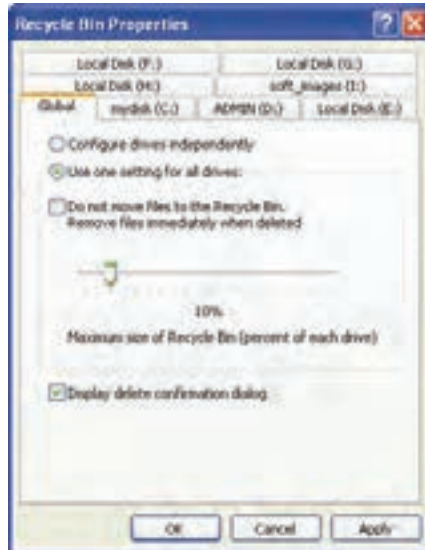 Recycle Bin Properties
Local Disk (F:) Local Disk (G:)
Local Disk (H:) soft_images (I:)
Global mydisk (C:) ADMIN (D:) Local Disk (E:)
Configure drives independently
Use one setting for all drives:
Do not move files to the Recycle Bin.
Remove files immediately when deleted
10%
Maximum size of Recycle Bin (percent of each drive)
Display delete confirmation dialog
OK Cancel Apply